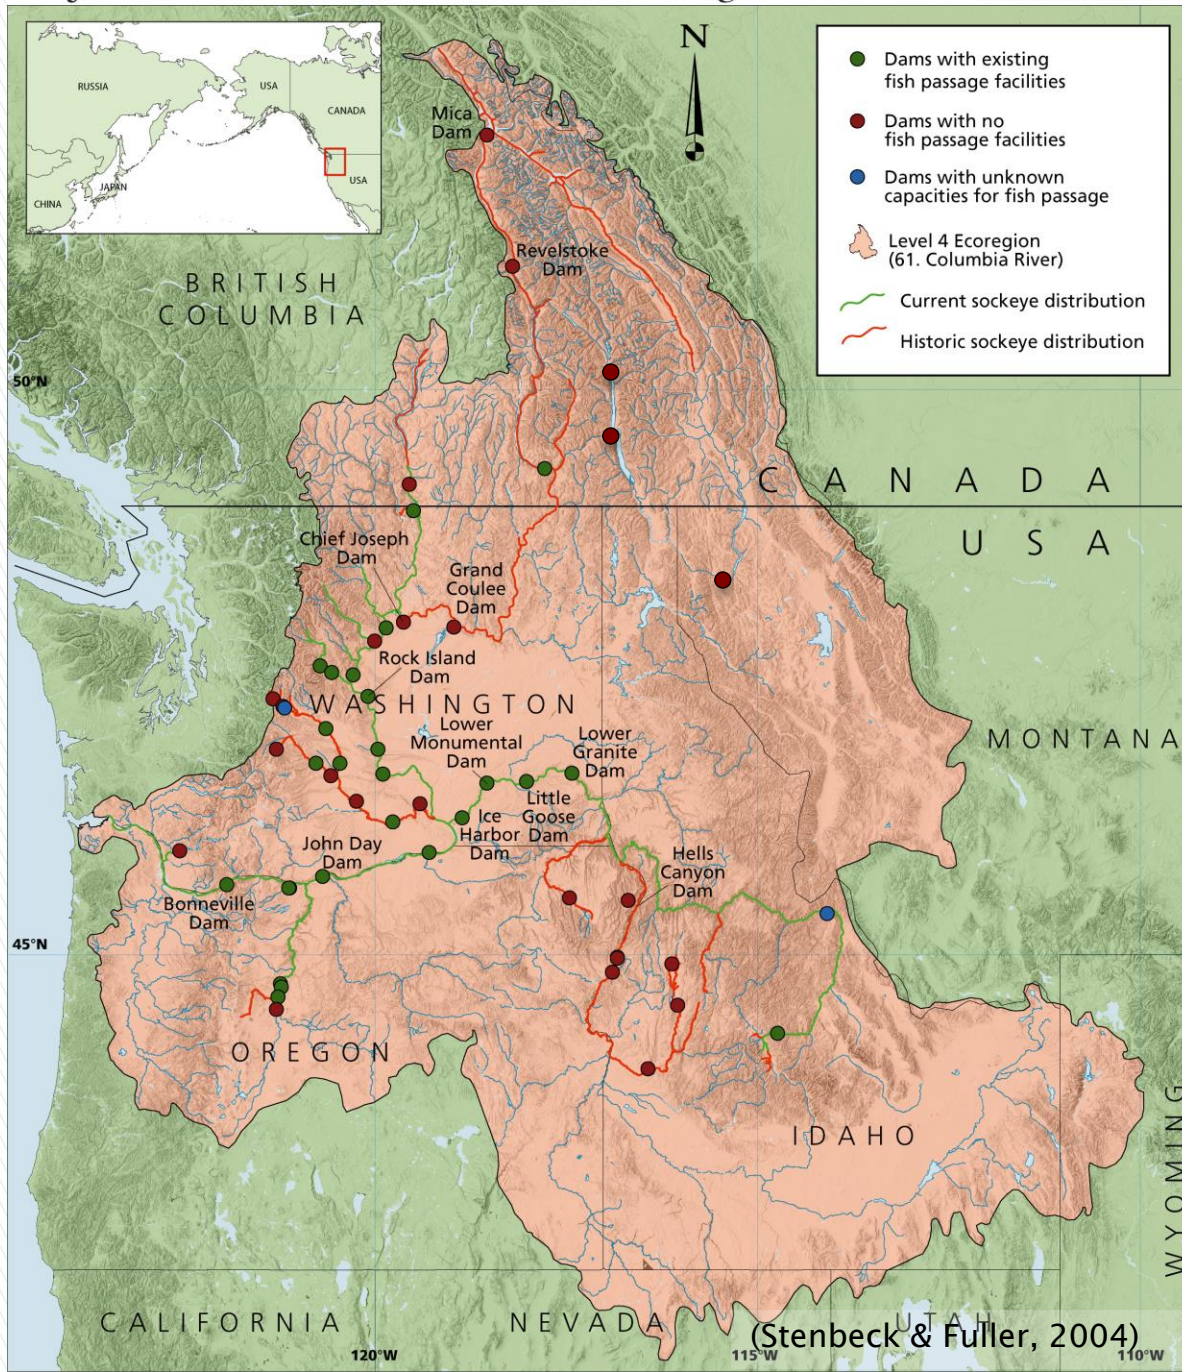 RUSSIA
USA
CANADA
CHINA
JAPAN
USA
N
Dams with existing
fish passage facilities
Dams with no
fish passage facilities
Dams with unknown
capacities for fish passage
Level 4 Ecoregion
(61. Columbia River)
Current sockeye distribution
Historic sockeye distribution
Mica
Dam
Revelstoke
Dam
BRITISH
COLUMBIA
50°N
CANADA
USA
Chief Joseph
Dam
Grand
Coulee
Dam
Rock Island
Dam
WASHINGTON
Lower
Monumental
Dam
Lower
Granite
Dam
MONTANA
Little
Goose
Dam
Ice
Harbor
Dam
John Day
Dam
Hells
Canyon
Dam
Bonneville
Dam
45°N
OREGON
IDAHO
WYOMING
CALIFORNIA
NEVADA
UTAH
(Stenbeck & Fuller, 2004)
120°W
115°W
110°W